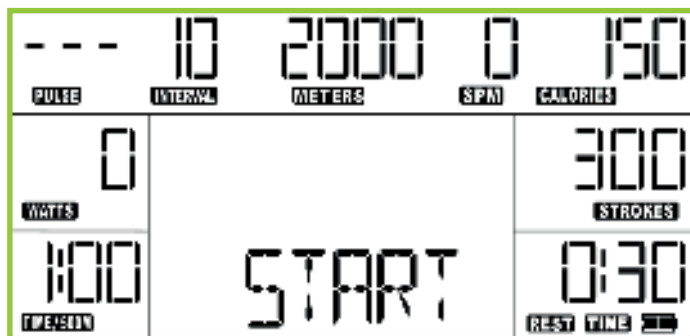 --- 10 2000 0 150
PULSE INTERVAL METERS SPM CALORIES
0 300
WATTS STROKES
1:00 START 0:30
TIME/500M REST TIME